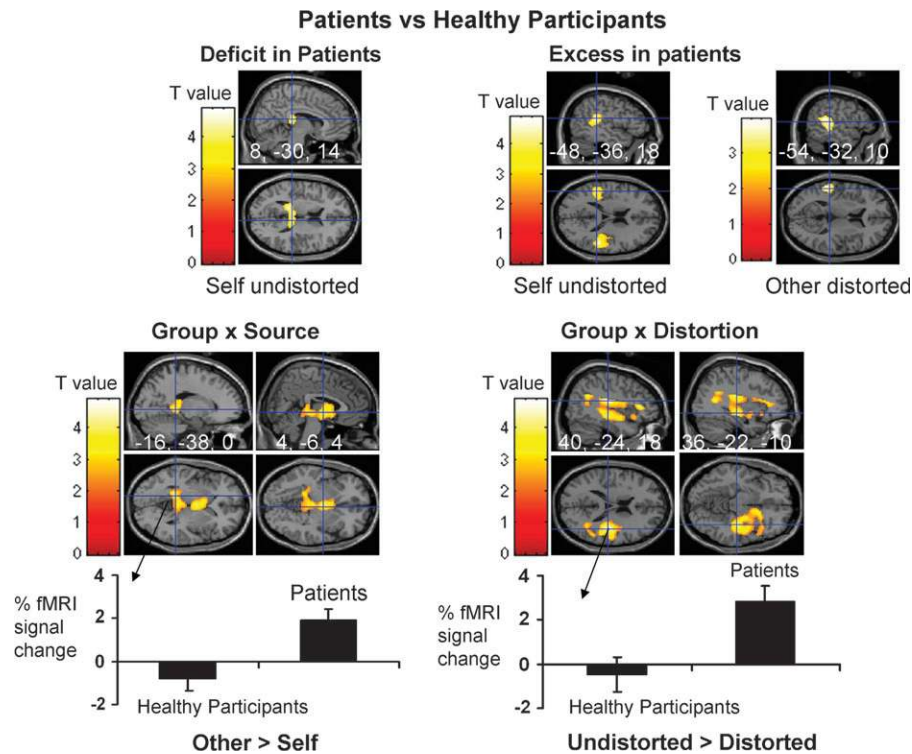 Patients vs Healthy Participants
Deficit in Patients
Excess in patients
T value
4
3
2
1
0
8, -30, 14
Self undistorted
T value
4
3
2
1
0
-48, -36, 18
Self undistorted
T value
3
2
1
0
-54, -32, 10
Other distorted
Group x Source
T value
4
3
2
1
0
-16, -38, 0
4, -6, 4
Group x Distortion
T value
4
3
2
1
0
40, -24, 18
36, -22, -10
% fMRI
signal
change
4
2
0
-2
Patients
Healthy Participants
Other > Self
% fMRI
signal
change
4
2
0
-2
Patients
Healthy Participants
Undistorted > Distorted